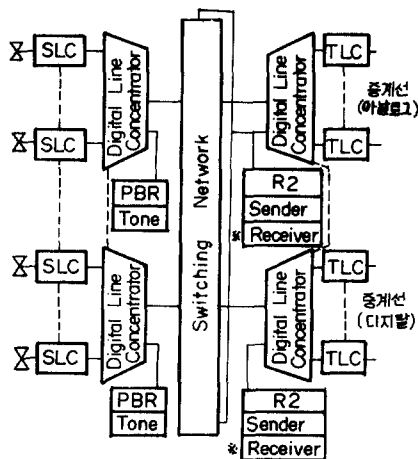 SLC
Digital Line
Concentrator
SLC
PBR
Tone
SLC
Digital Line
Concentrator
SLC
PBR
Tone
Switching Network
Digital Line
Concentrator
TLC
중계선
(아날로그)
TLC
R2
Sender
* Receiver
Digital Line
Concentrator
TLC
중계선
(디지탈)
TLC
R2
Sender
* Receiver